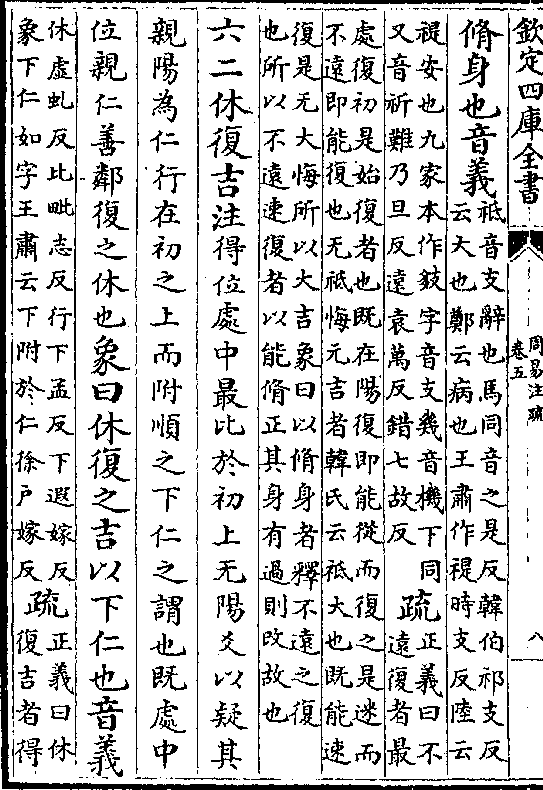 欽定四庫全書
周易注疏
卷五
八
脩身也音義
祗音支辭也馬同音之是反韓伯祁支反
云大也鄭云病也王肅作禔時支反陸云
禔安也九家本作𢻃字音支幾音機下同
又音祈難乃旦反遠袁萬反錯七故反
疏
正義曰不
遠復者最
處復初是始復者也既在陽復即能從而復之是迷而
不遠即能復也无祗悔元吉者韓氏云祗大也既能速
復是无大悔所以大吉象曰以脩身者釋不遠之復
也所以不遠速復者以能脩正其身有過則改故也
六二休復吉注得位處中最比於初上无陽爻以疑其
親陽為仁行在初之上而附順之下仁之謂也既處中
位親仁善鄰復之休也象曰休復之吉以下仁也音義
休虛虬反比毗志反行下孟反下遐嫁反
象下仁如字王肅云下附於仁徐戶嫁反
疏
正義曰休
復吉者得